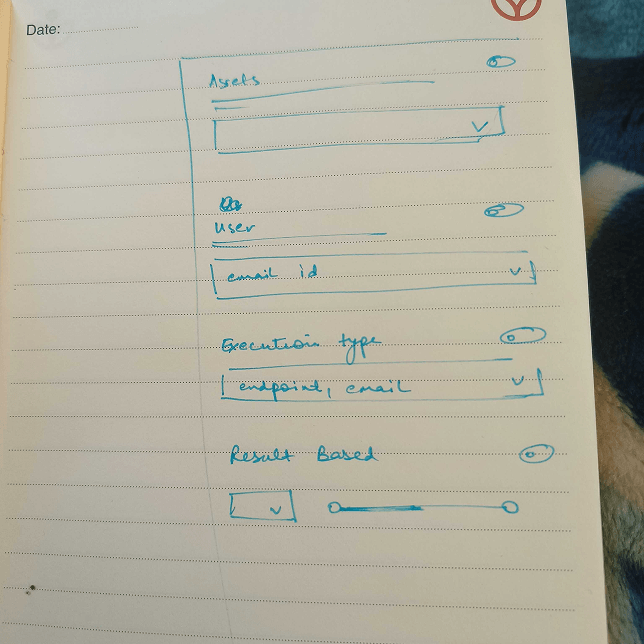 Date:
Assets
User
email id
Execution type
endpoint, email
Result Based